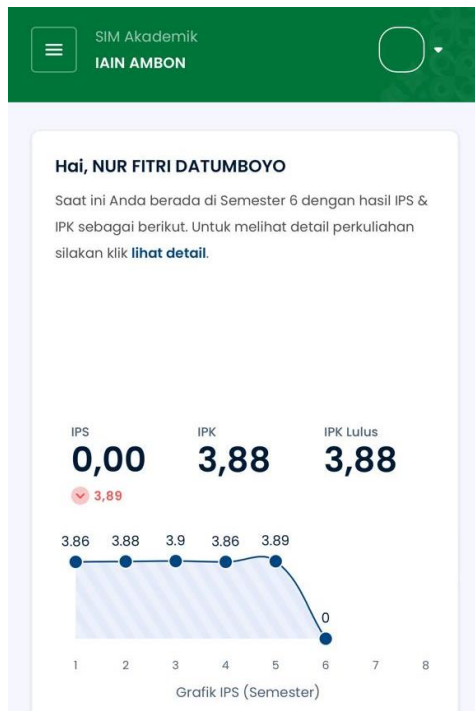 SIM Akademik
IAIN AMBON
Hai, NUR FITRI DATUMBOYO
Saat ini Anda berada di Semester 6 dengan hasil IPS &
IPK sebagai berikut. Untuk melihat detail perkuliahan
silakan klik lihat detail.
IPS IPK IPK Lulus
0,00 3,88 3,88
3,89
3.86 3.88 3.9 3.86 3.89
0
1 2 3 4 5 6 7 8
Grafik IPS (Semester)